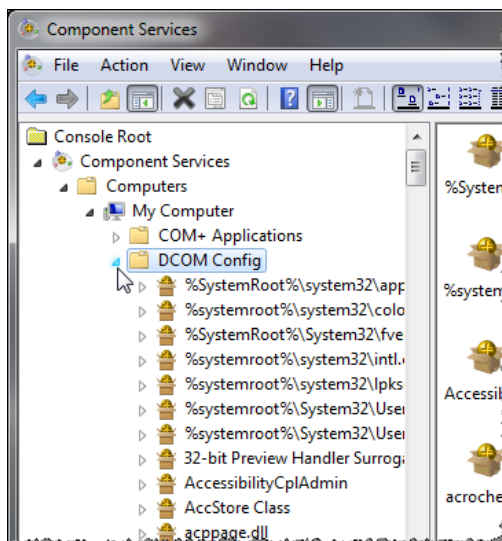 Component Services
File Action View Window Help
Console Root
Component Services
Computers
My Computer
COM+ Applications
DCOM Config
%SystemRoot%\system32\app
%systemroot%\system32\colo
%SystemRoot%\System32\fve
%systemroot%\system32\intl.
%systemroot%\system32\lpks
%systemroot%\System32\User
%systemroot%\System32\User
32-bit Preview Handler Surroga
AccessibilityCplAdmin
AccStore Class
acppage.dll
%System
%system
Accessib
acroche